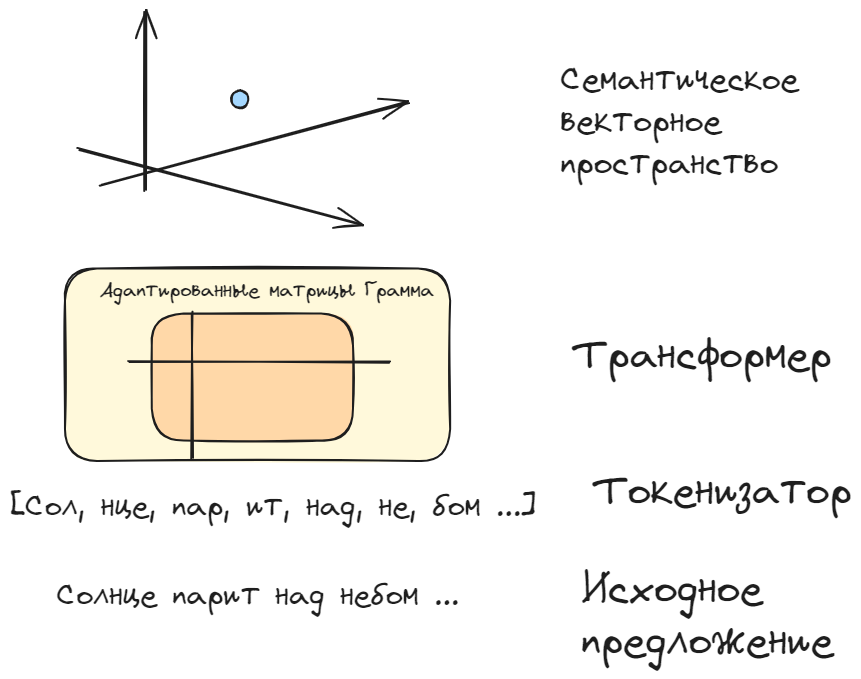 Семантическое
векторное
пространство
Адаптированные матрицы Грамма
Трансформер
[Сол, нце, пар, ит, над, не, бом ...]
Токенизатор
Солнце парит над небом ...
Исходное
предложение